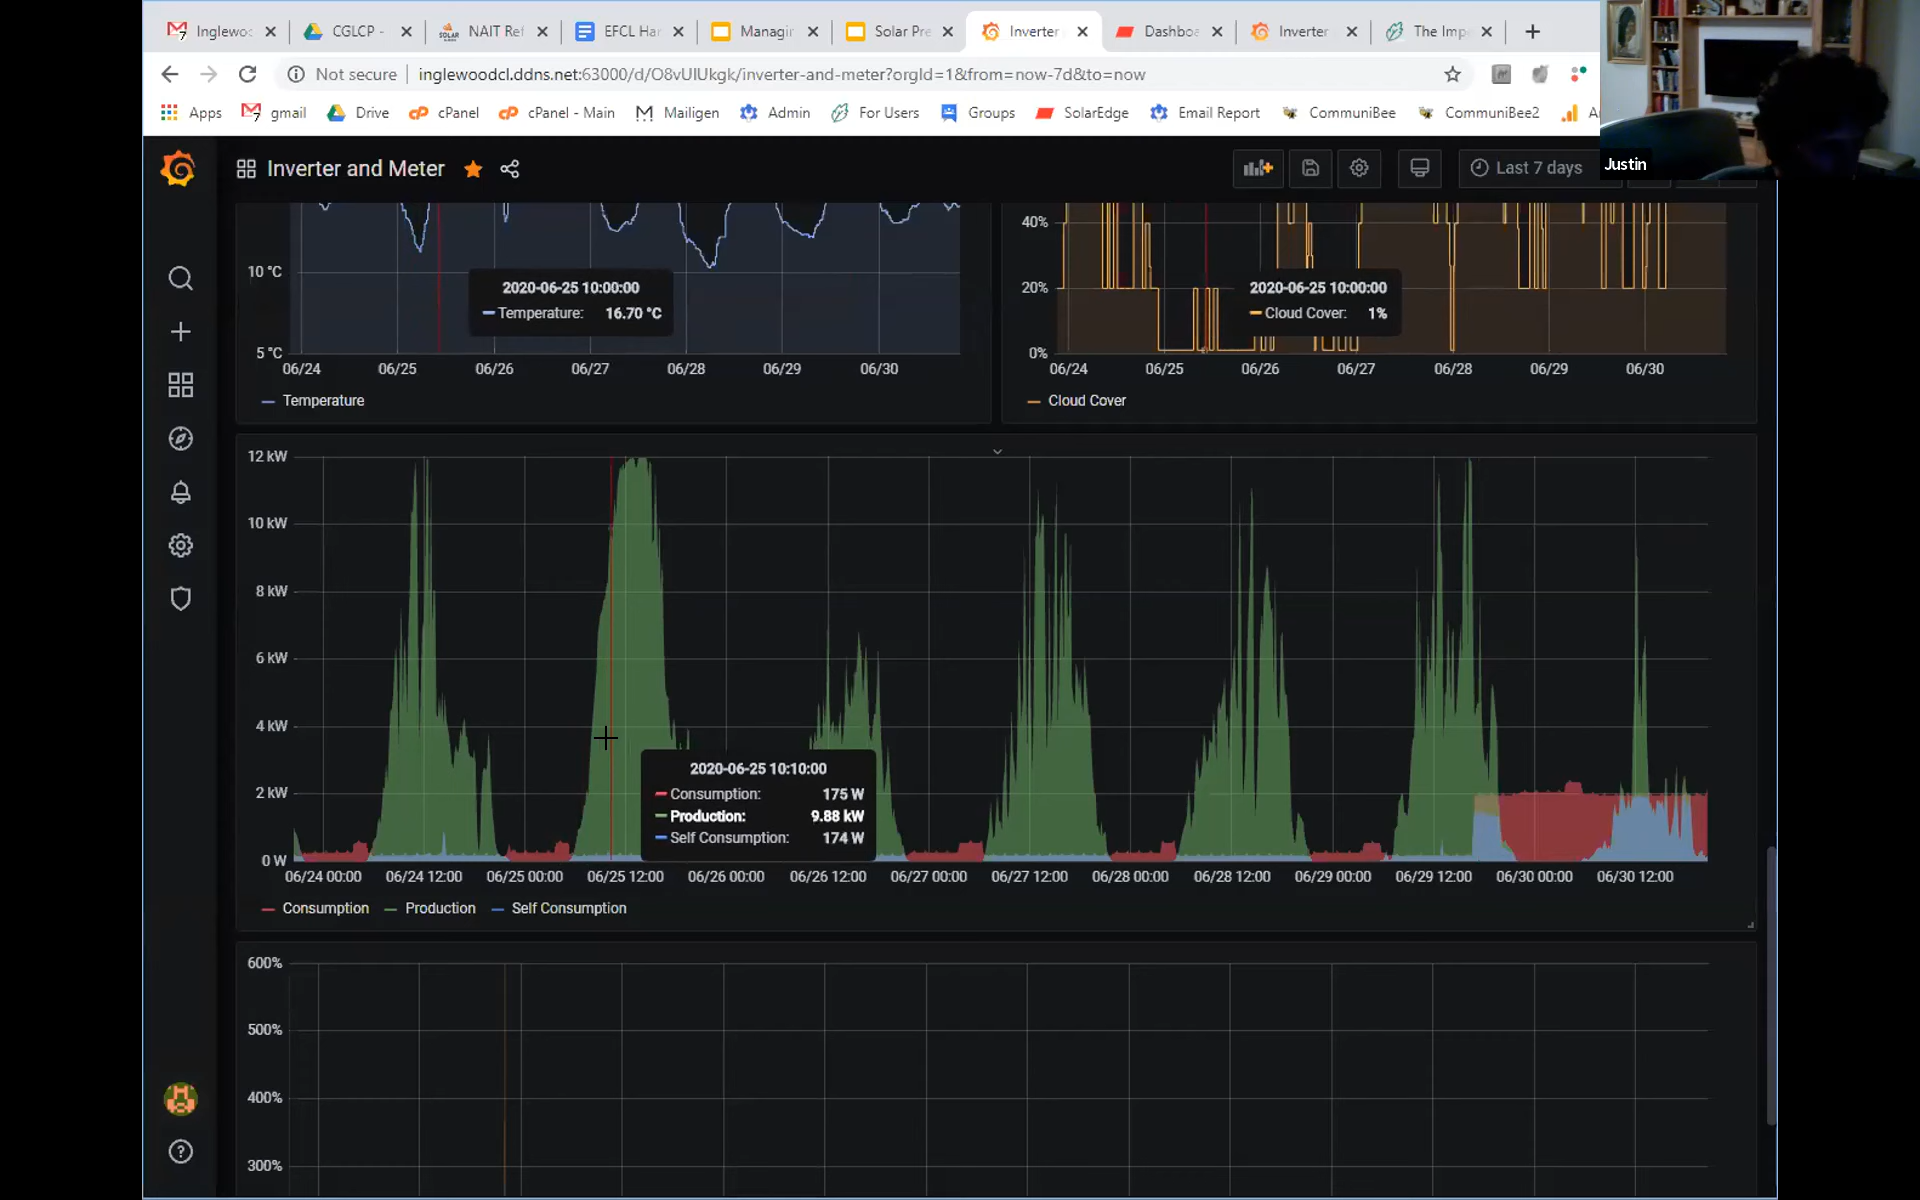 Inglewoo CGLCP - NAIT Ref EFCL Har Managir Solar Pre Inverter Dashboa Inverter The Imp
Not secure inglewoodcl.ddns.net:63000/d/O8vUIUkgk/inverter-and-meter?orgId=1&from=now-7d&to=now
Apps gmail Drive cPanel cPanel - Main Mailigen Admin For Users Groups SolarEdge Email Report CommuniBee CommuniBee2
Justin
Inverter and Meter Last 7 days
10 °C
5 °C
06/24 06/25 06/26 06/27 06/28 06/29 06/30
2020-06-25 10:00:00
Temperature: 16.70 °C
Temperature
40%
20%
0%
06/24 06/25 06/26 06/27 06/28 06/29 06/30
2020-06-25 10:00:00
Cloud Cover: 1%
Cloud Cover
12 kW
10 kW
8 kW
6 kW
4 kW
2 kW
0 W
2020-06-25 10:10:00
Consumption: 175 W
Production: 9.88 kW
Self Consumption: 174 W
06/24 00:00 06/24 12:00 06/25 00:00 06/25 12:00 06/26 00:00 06/26 12:00 06/27 00:00 06/27 12:00 06/28 00:00 06/28 12:00 06/29 00:00 06/29 12:00 06/30 00:00 06/30 12:00
Consumption Production Self Consumption
600%
500%
400%
300%